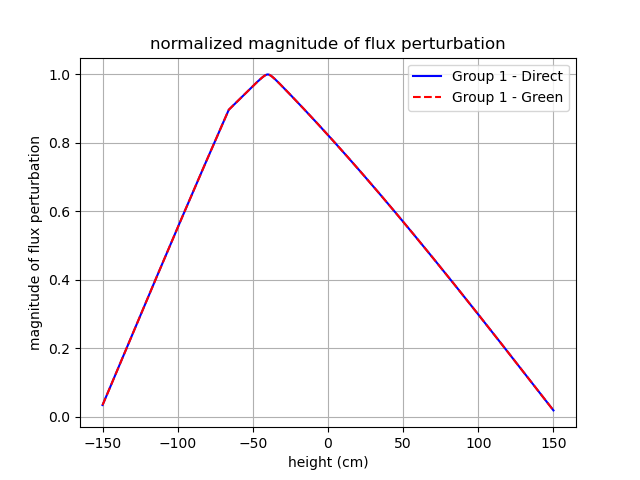 normalized magnitude of flux perturbation
magnitude of flux perturbation
1.0
0.8
0.6
0.4
0.2
0.0
Group 1 - Direct
Group 1 - Green
−150
−100
−50
0
50
100
150
height (cm)